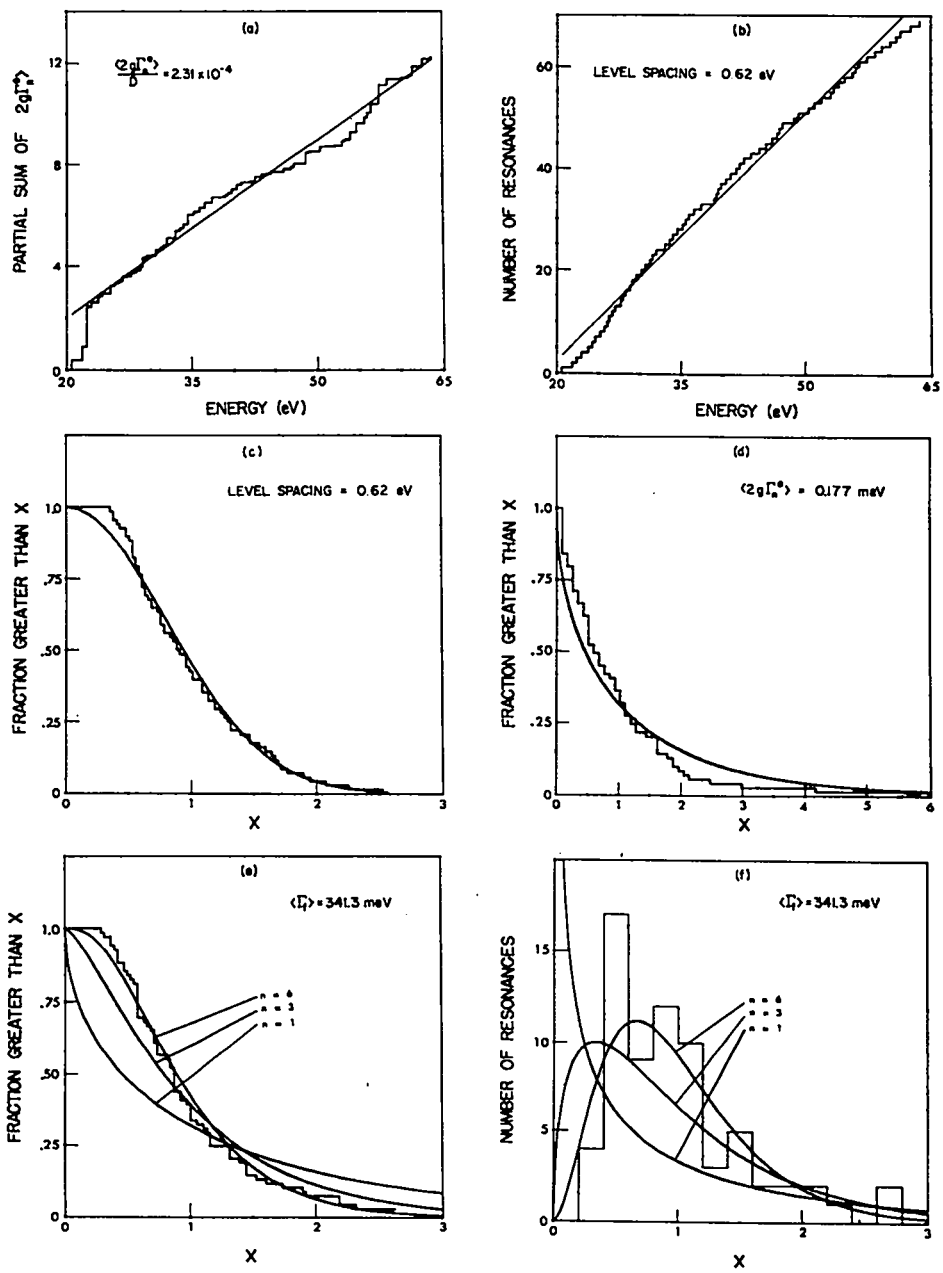 (a)
⟨2gΓₙ°⟩
D
= 2.31 x 10⁻⁴
PARTIAL SUM OF 2gΓₙ°
12
8
4
0
20 35 50 65
ENERGY (eV)
(b)
LEVEL SPACING = 0.62 eV
NUMBER OF RESONANCES
60
40
20
0
20 35 50 65
ENERGY (eV)
(c)
LEVEL SPACING = 0.62 eV
FRACTION GREATER THAN X
1.0
.75
.50
.25
0
0 1 2 3
X
(d)
⟨2gΓₙ°⟩ = 0.177 meV
FRACTION GREATER THAN X
1.0
.75
.50
.25
0
0 1 2 3 4 5 6
X
(e)
⟨Γf⟩ = 341.3 meV
n = 6
n = 3
n = 1
FRACTION GREATER THAN X
1.0
.75
.50
.25
0
0 1 2 3
X
(f)
⟨Γf⟩ = 341.3 meV
n = 6
n = 3
n = 1
NUMBER OF RESONANCES
15
10
5
0
0 1 2 3
X